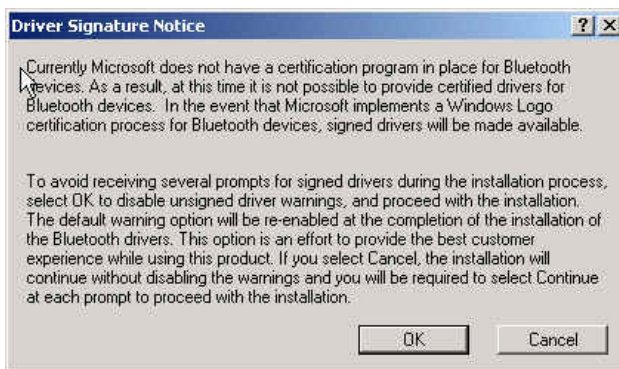 Driver Signature Notice
Currently Microsoft does not have a certification program in place for Bluetooth
devices. As a result, at this time it is not possible to provide certified drivers for
Bluetooth devices. In the event that Microsoft implements a Windows Logo
certification process for Bluetooth devices, signed drivers will be made available.
To avoid receiving several prompts for signed drivers during the installation process,
select OK to disable unsigned driver warnings, and proceed with the installation.
The default warning option will be re-enabled at the completion of the installation of
the Bluetooth drivers. This option is an effort to provide the best customer
experience while using this product. If you select Cancel, the installation will
continue without disabling the warnings and you will be required to select Continue
at each prompt to proceed with the installation.
OK Cancel